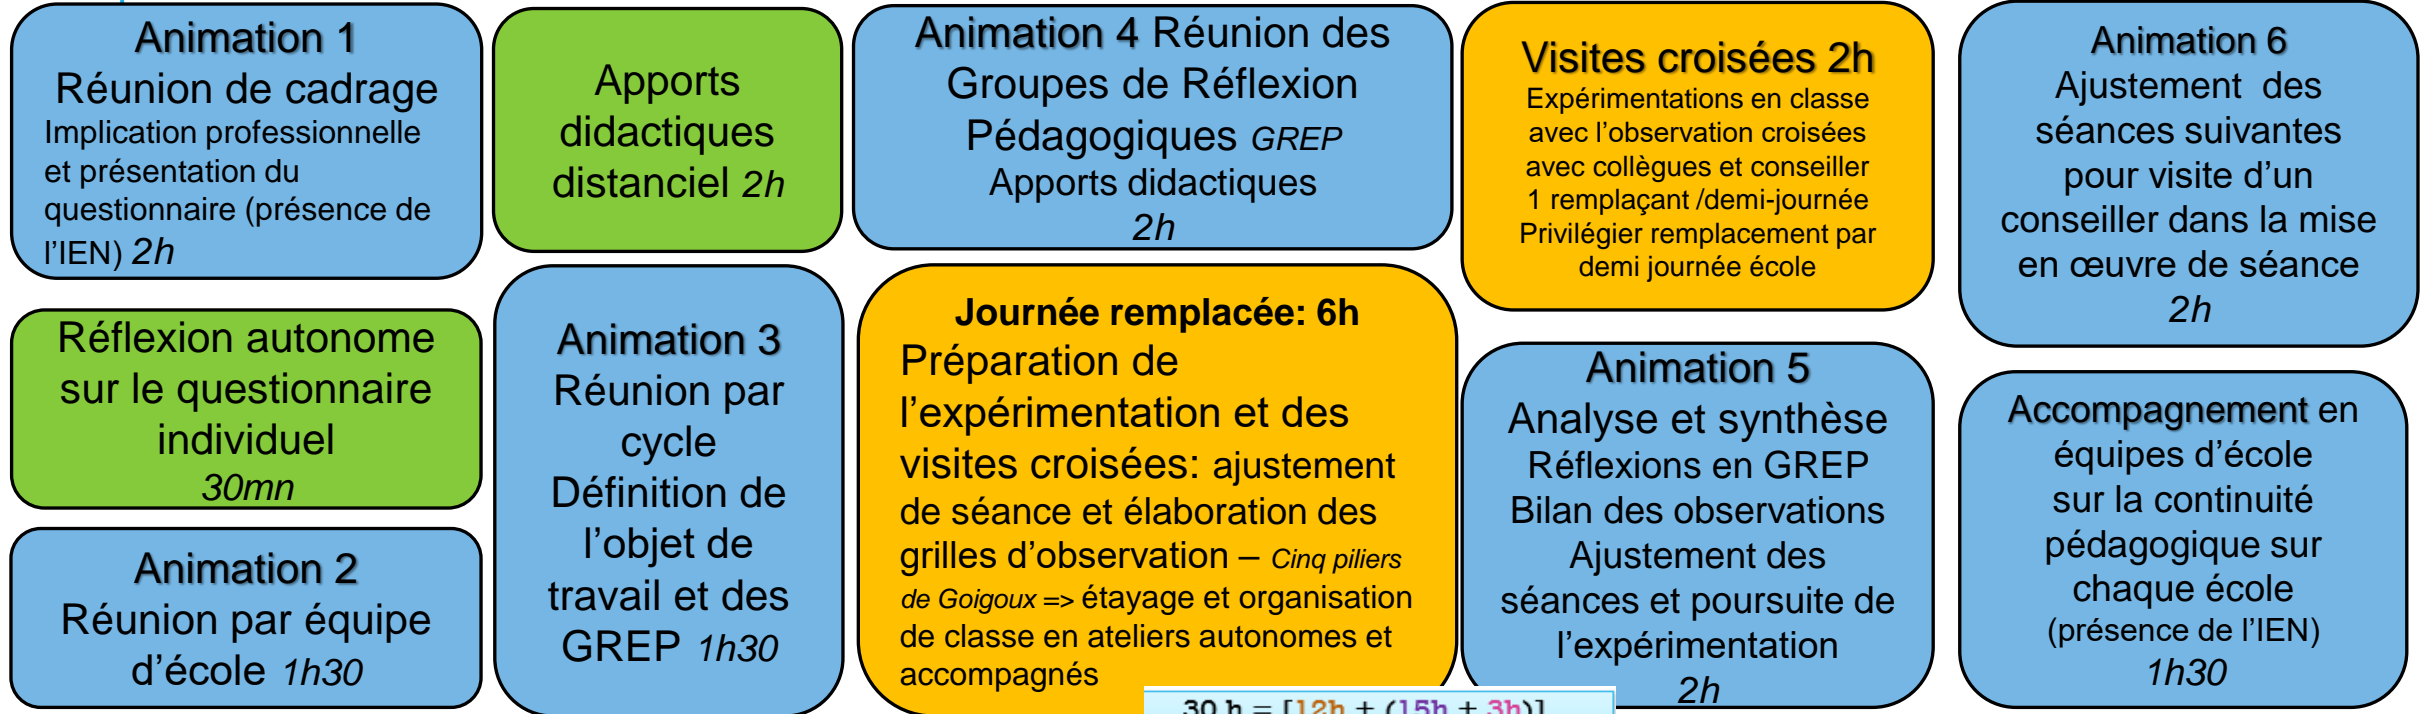 Animation 1
Réunion de cadrage
Implication professionnelle
et présentation du
questionnaire (présence de
l'IEN) 2h
Réflexion autonome
sur le questionnaire
individuel
30mn
Animation 2
Réunion par équipe
d'école 1h30
Apports
didactiques
distanciel 2h
Animation 3
Réunion par
cycle
Définition de
l'objet de
travail et des
GREP 1h30
Animation 4 Réunion des
Groupes de Réflexion
Pédagogiques GREP
Apports didactiques
2h
Journée remplacée: 6h
Préparation de
l'expérimentation et des
visites croisées: ajustement
de séance et élaboration des
grilles d'observation – Cinq piliers
de Goigoux => étayage et organisation
de classe en ateliers autonomes et
accompagnés
30 h = [12h + (15h + 3h)]
Visites croisées 2h
Expérimentations en classe
avec l'observation croisées
avec collègues et conseiller
1 remplaçant /demi-journée
Privilégier remplacement par
demi journée école
Animation 5
Analyse et synthèse
Réflexions en GREP
Bilan des observations
Ajustement des
séances et poursuite de
l'expérimentation
2h
Animation 6
Ajustement des
séances suivantes
pour visite d'un
conseiller dans la mise
en œuvre de séance
2h
Accompagnement en
équipes d'école
sur la continuité
pédagogique sur
chaque école
(présence de l'IEN)
1h30